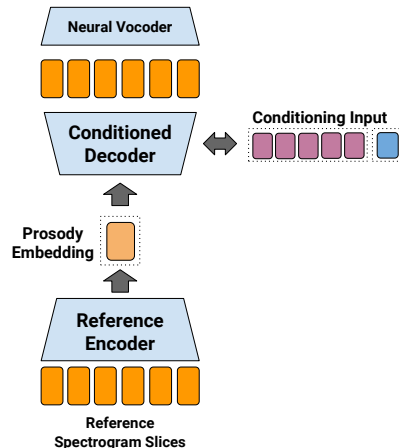 Neural Vocoder
Conditioning Input
Conditioned
Decoder
Prosody
Embedding
Reference
Encoder
Reference
Spectrogram Slices